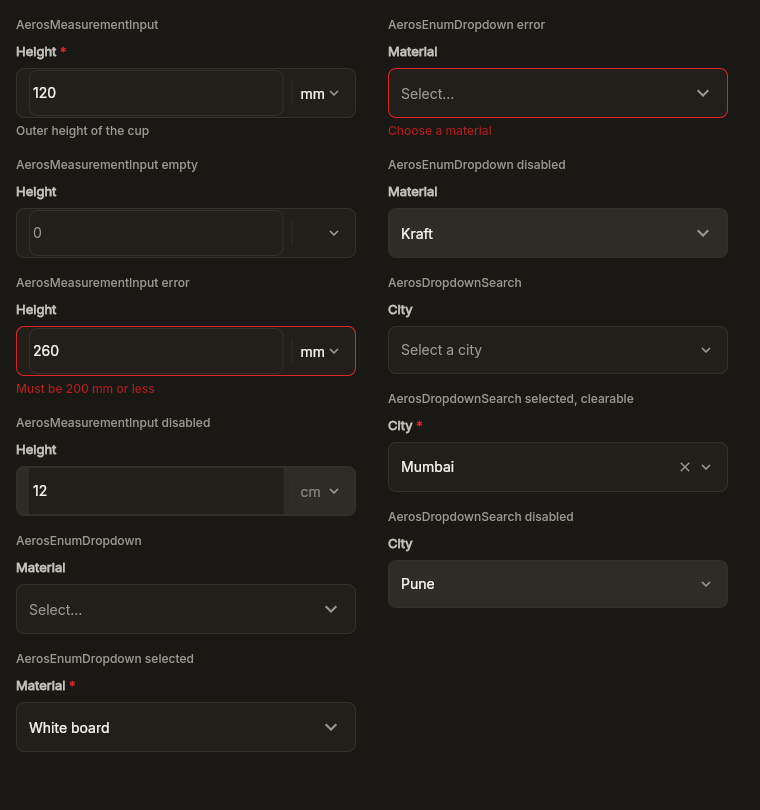 AerosMeasurementInput
Height *
120
mm
Outer height of the cup
AerosMeasurementInput empty
Height
0
AerosMeasurementInput error
Height
260
mm
Must be 200 mm or less
AerosMeasurementInput disabled
Height
12
cm
AerosEnumDropdown
Material
Select...
AerosEnumDropdown selected
Material *
White board
AerosEnumDropdown error
Material
Select...
Choose a material
AerosEnumDropdown disabled
Material
Kraft
AerosDropdownSearch
City
Select a city
AerosDropdownSearch selected, clearable
City *
Mumbai
AerosDropdownSearch disabled
City
Pune